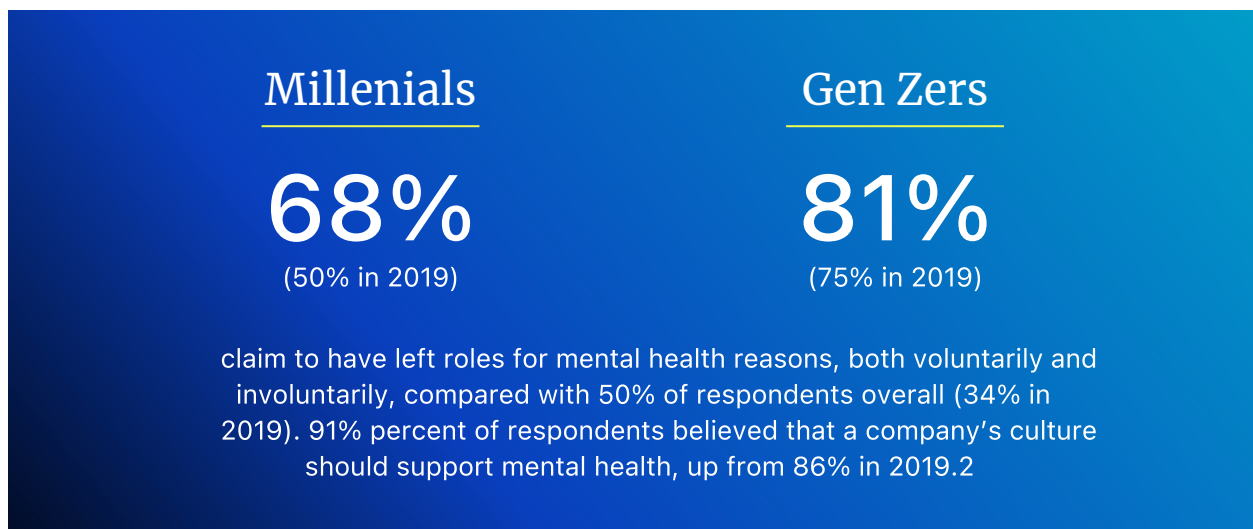 Millenials
Gen Zers
68%
81%
(50% in 2019)
(75% in 2019)
claim to have left roles for mental health reasons, both voluntarily and
involuntarily, compared with 50% of respondents overall (34% in
2019). 91% percent of respondents believed that a company’s culture
should support mental health, up from 86% in 2019.2